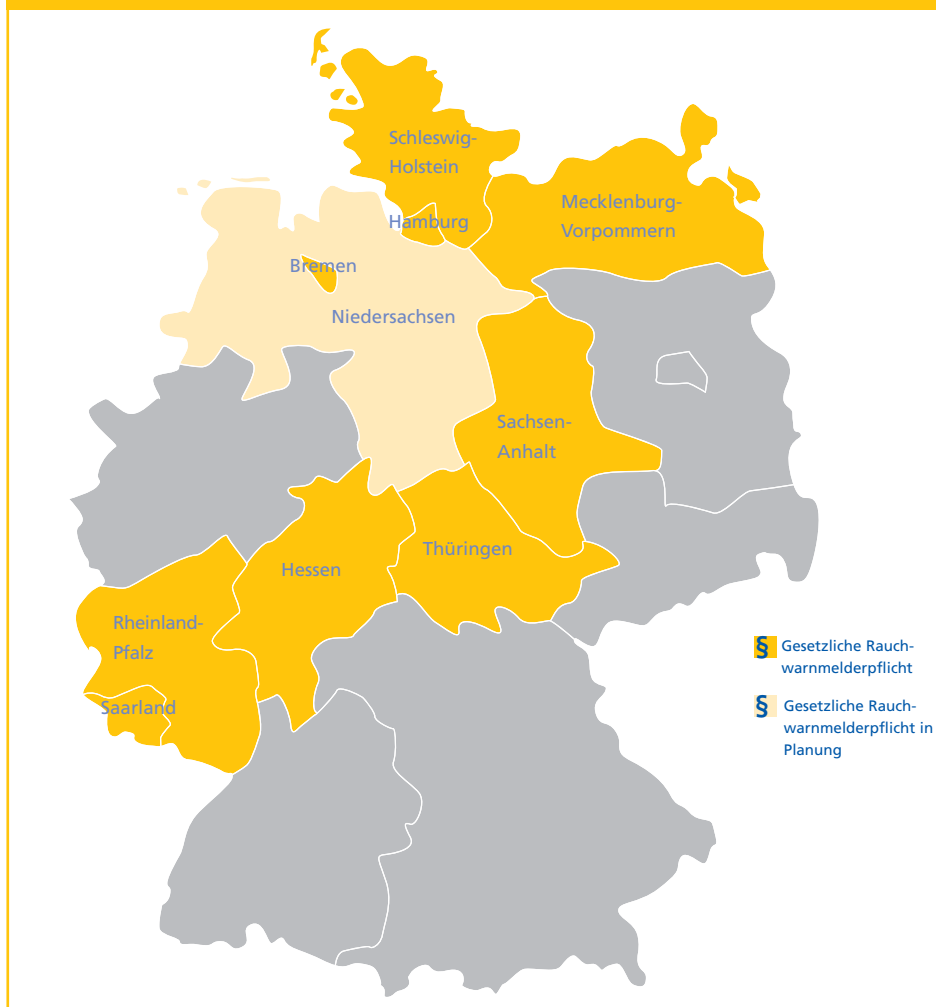 Schleswig-
Holstein
Mecklenburg-
Vorpommern
Hamburg
Bremen
Niedersachsen
Sachsen-
Anhalt
Thüringen
Hessen
Rheinland-
Pfalz
Saarland
§ Gesetzliche Rauch-
warnmelderpflicht
§ Gesetzliche Rauch-
warnmelderpflicht in
Planung